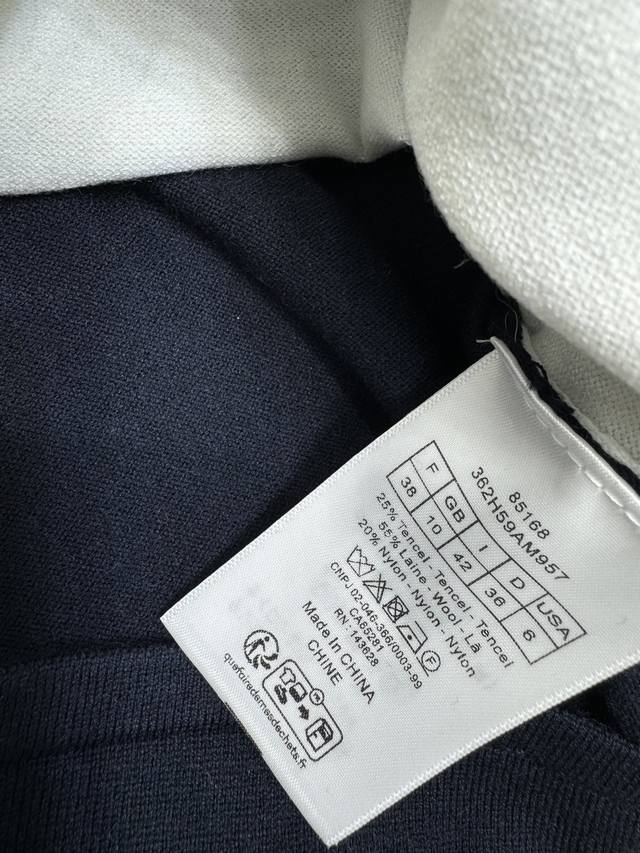 85168
362H59AM957
F GB I D USA
38 10 42 36 6
25% Tencel - Tencel - Tencel
55% Laine - Wool - Lã
20% Nylon - Nylon - Nylon
F
CNPJ 02-046-366/0003-99
CA65281
RN : 143628
Made in CHINA
CHINE
FR
quefairedemesdechets.fr